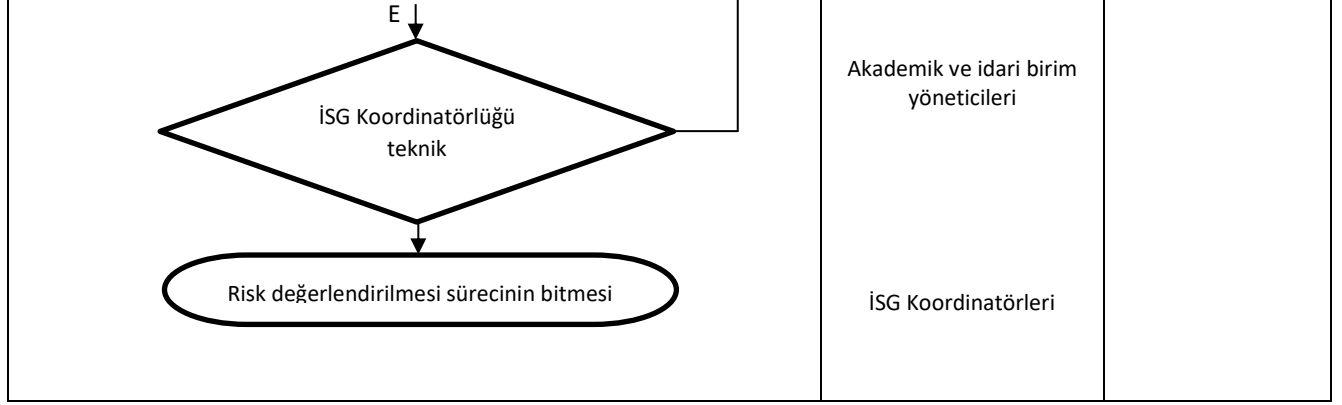 E
Akademik ve idari birim
yöneticileri
İSG Koordinatörlüğü
teknik
Risk değerlendirilmesi sürecinin bitmesi
İSG Koordinatörleri